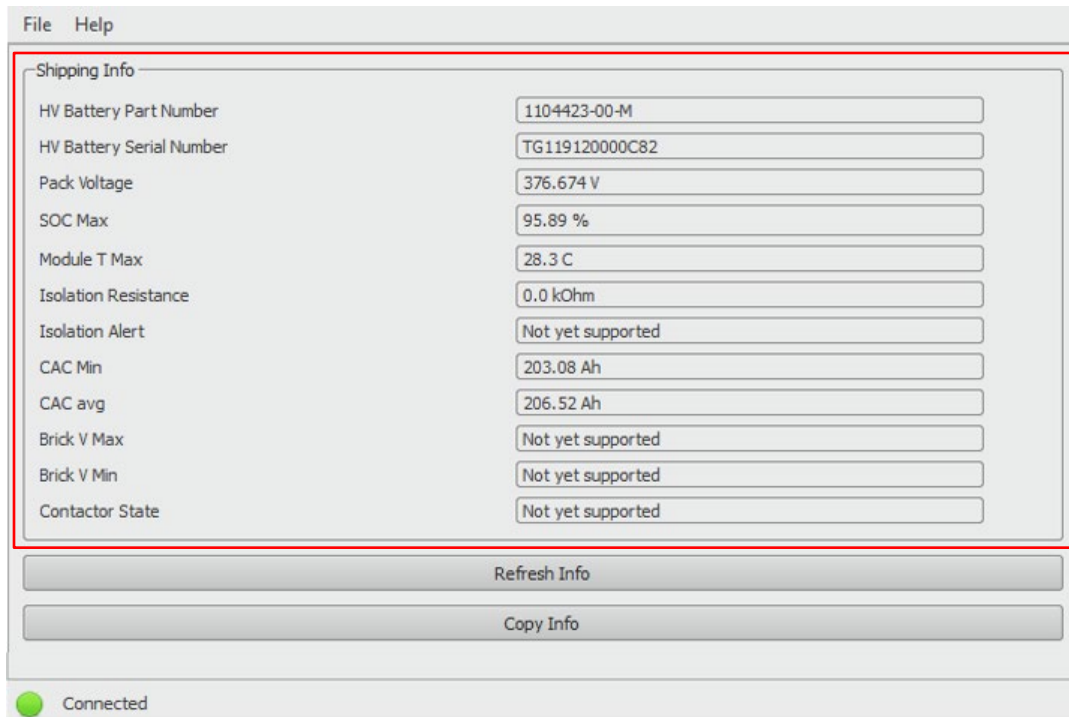 File Help
Shipping Info
HV Battery Part Number 1104423-00-M
HV Battery Serial Number TG119120000C82
Pack Voltage 376.674 V
SOC Max 95.89 %
Module T Max 28.3 C
Isolation Resistance 0.0 kOhm
Isolation Alert Not yet supported
CAC Min 203.08 Ah
CAC avg 206.52 Ah
Brick V Max Not yet supported
Brick V Min Not yet supported
Contactor State Not yet supported
Refresh Info
Copy Info
Connected